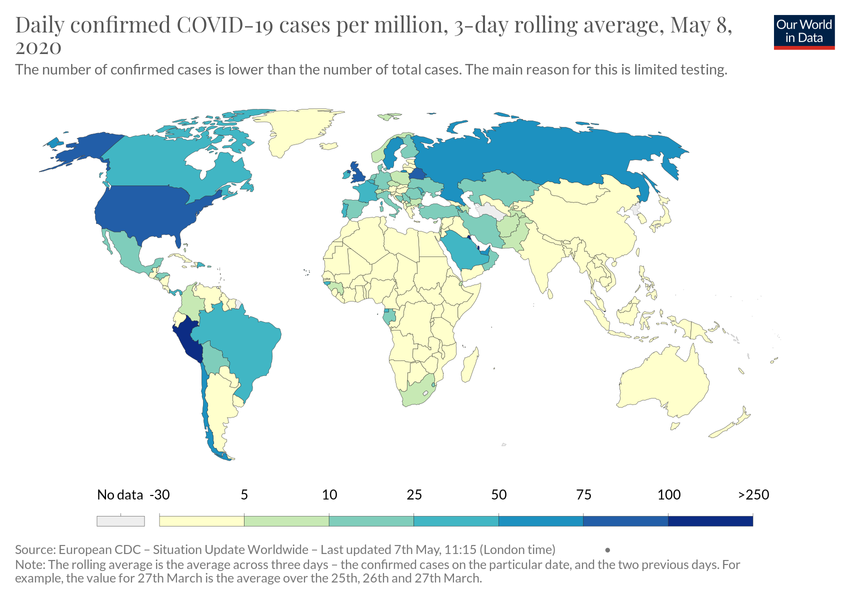 Daily confirmed COVID-19 cases per million, 3-day rolling average, May 8,
2020
Our World
in Data
The number of confirmed cases is lower than the number of total cases. The main reason for this is limited testing.
No data -30 5 10 25 50 75 100 >250
Source: European CDC – Situation Update Worldwide – Last updated 7th May, 11:15 (London time)
Note: The rolling average is the average across three days – the confirmed cases on the particular date, and the two previous days. For
example, the value for 27th March is the average over the 25th, 26th and 27th March.